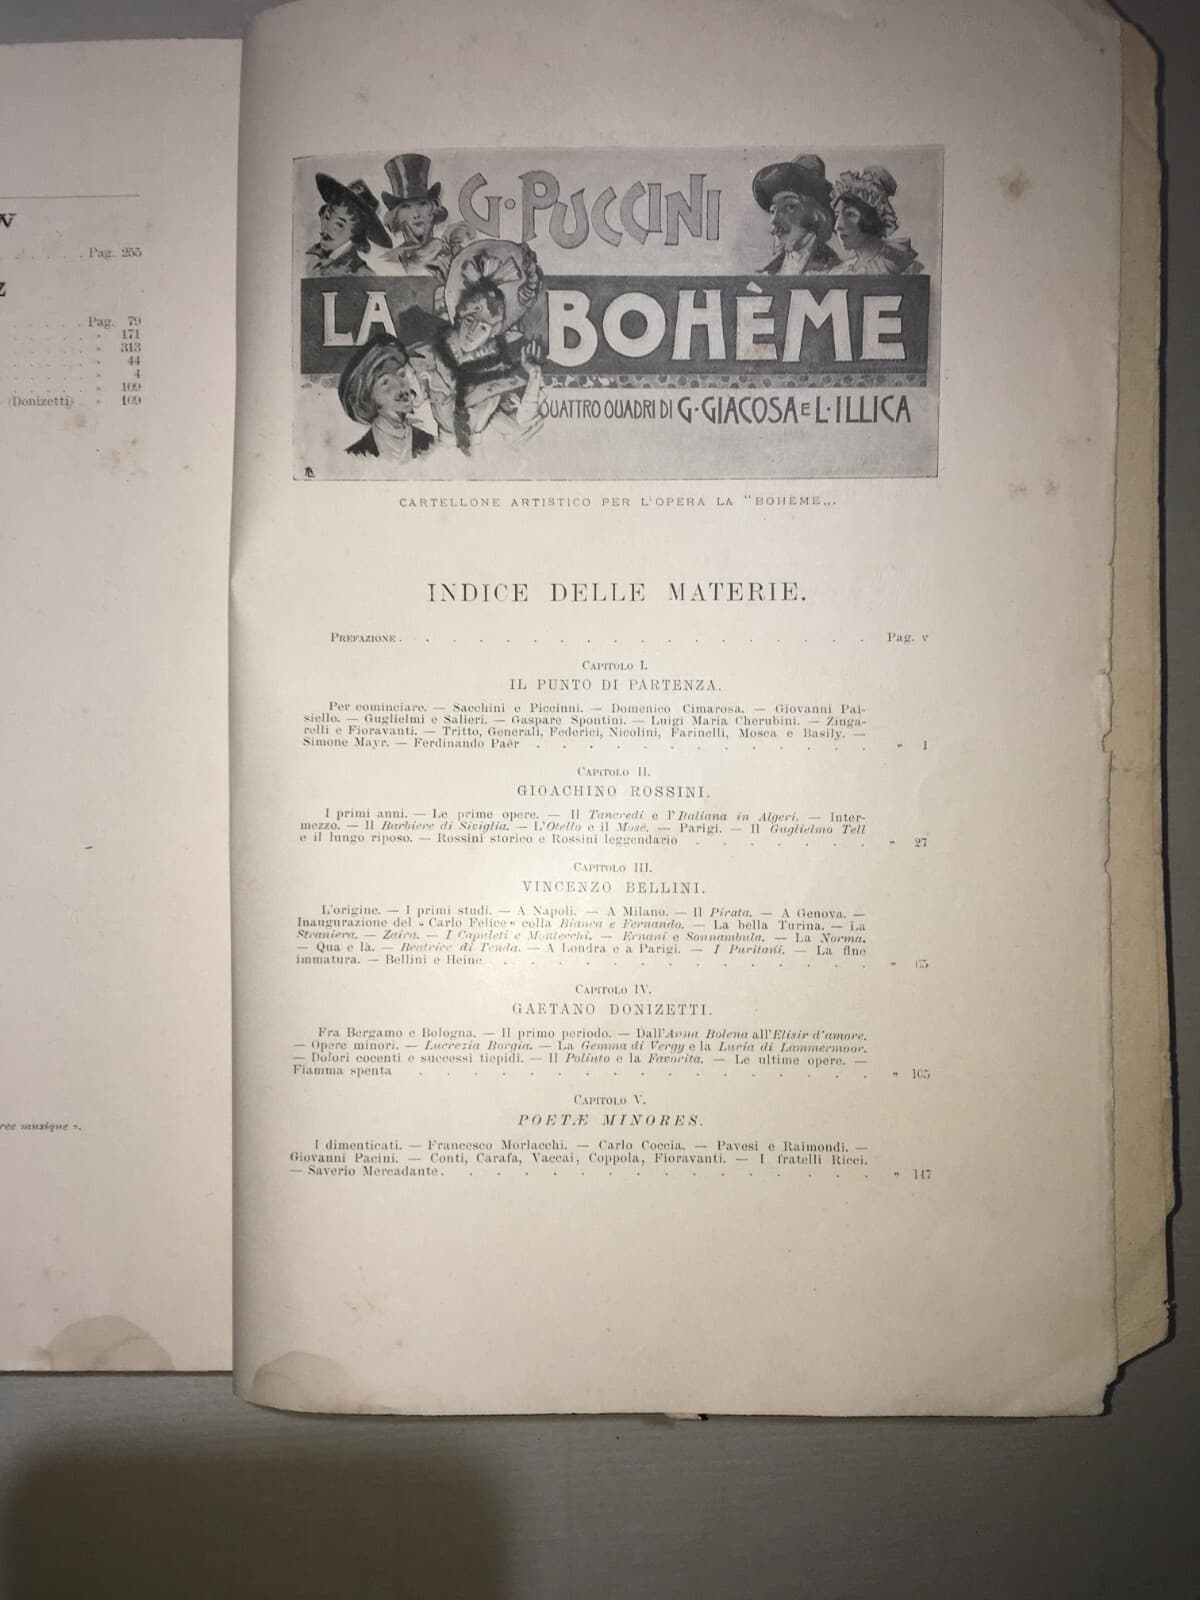 Pag. 255
Pag. 79
" 171
" 313
" 44
" 4
" 109
(Donizetti) " 109
musique ».
G. PUCCINI
LA BOHÈME
QUATTRO QUADRI DI G. GIACOSA E L. ILLICA
CARTELLONE ARTISTICO PER L'OPERA LA "BOHÈME„.
INDICE DELLE MATERIE.
PREFAZIONE . . . . . . . . . . . . . . . . . . Pag. V
CAPITOLO I.
IL PUNTO DI PARTENZA.
Per cominciare. — Sacchini e Piccinni. — Domenico Cimarosa. — Giovanni Pai-
siello. — Guglielmi e Salieri. — Gaspare Spontini. — Luigi Maria Cherubini. — Zinga-
relli e Fioravanti. — Tritto, Generali, Federici, Nicolini, Farinelli, Mosca e Basily. —
Simone Mayr. — Ferdinando Paër . . . . . . . . . . . . . " 1
CAPITOLO II.
GIOACHINO ROSSINI.
I primi anni. — Le prime opere. — Il Tancredi e l'Italiana in Algeri. — Inter-
mezzo. — Il Barbiere di Siviglia. — L'Otello e il Mosè. — Parigi. — Il Guglielmo Tell
e il lungo riposo. — Rossini storico e Rossini leggendario . . . . . . . " 27
CAPITOLO III.
VINCENZO BELLINI.
L'origine. — I primi studi. — A Napoli. — A Milano. — Il Pirata. — A Genova. —
Inaugurazione del « Carlo Felice » colla Bianca e Fernando. — La bella Turina. — La
Straniera. — Zaira. — I Capuleti e Montecchi. — Ernani e Sonnambula. — La Norma.
— Qua e là. — Beatrice di Tenda. — A Londra e a Parigi. — I Puritani. — La fine
immatura. — Bellini e Heine . . . . . . . . . . . . . . " 65
CAPITOLO IV.
GAETANO DONIZETTI.
Fra Bergamo e Bologna. — Il primo periodo. — Dall'Anna Bolena all'Elisir d'amore.
— Opere minori. — Lucrezia Borgia. — La Gemma di Vergy e la Lucia di Lammermoor.
— Dolori cocenti e successi tiepidi. — Il Poliuto e la Favorita. — Le ultime opere. —
Fiamma spenta . . . . . . . . . . . . . . . . . " 105
CAPITOLO V.
POETÆ MINORES.
I dimenticati. — Francesco Morlacchi. — Carlo Coccia. — Pavesi e Raimondi. —
Giovanni Pacini. — Conti, Carafa, Vaccai, Coppola, Fioravanti. — I fratelli Ricci.
— Saverio Mercadante . . . . . . . . . . . . . . . . " 147